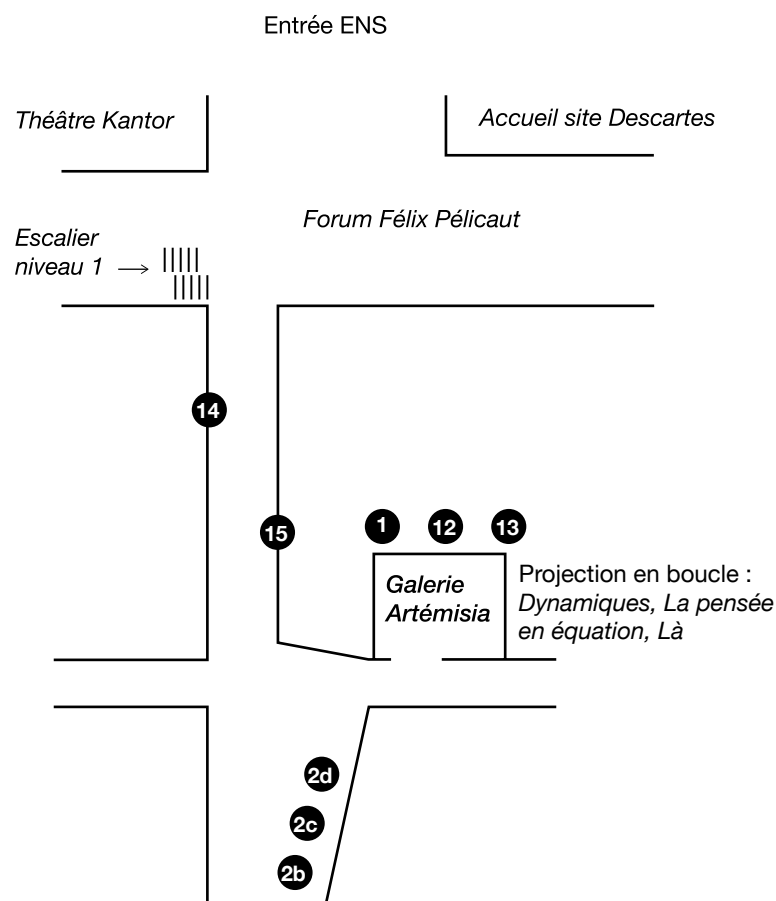 Entrée ENS
Théâtre Kantor
Accueil site Descartes
Forum Félix Pélicaut
Escalier
niveau 1 →
14
15
1
12
13
Galerie
Artémisia
Projection en boucle :
Dynamiques, La pensée
en équation, Là
2d
2c
2b